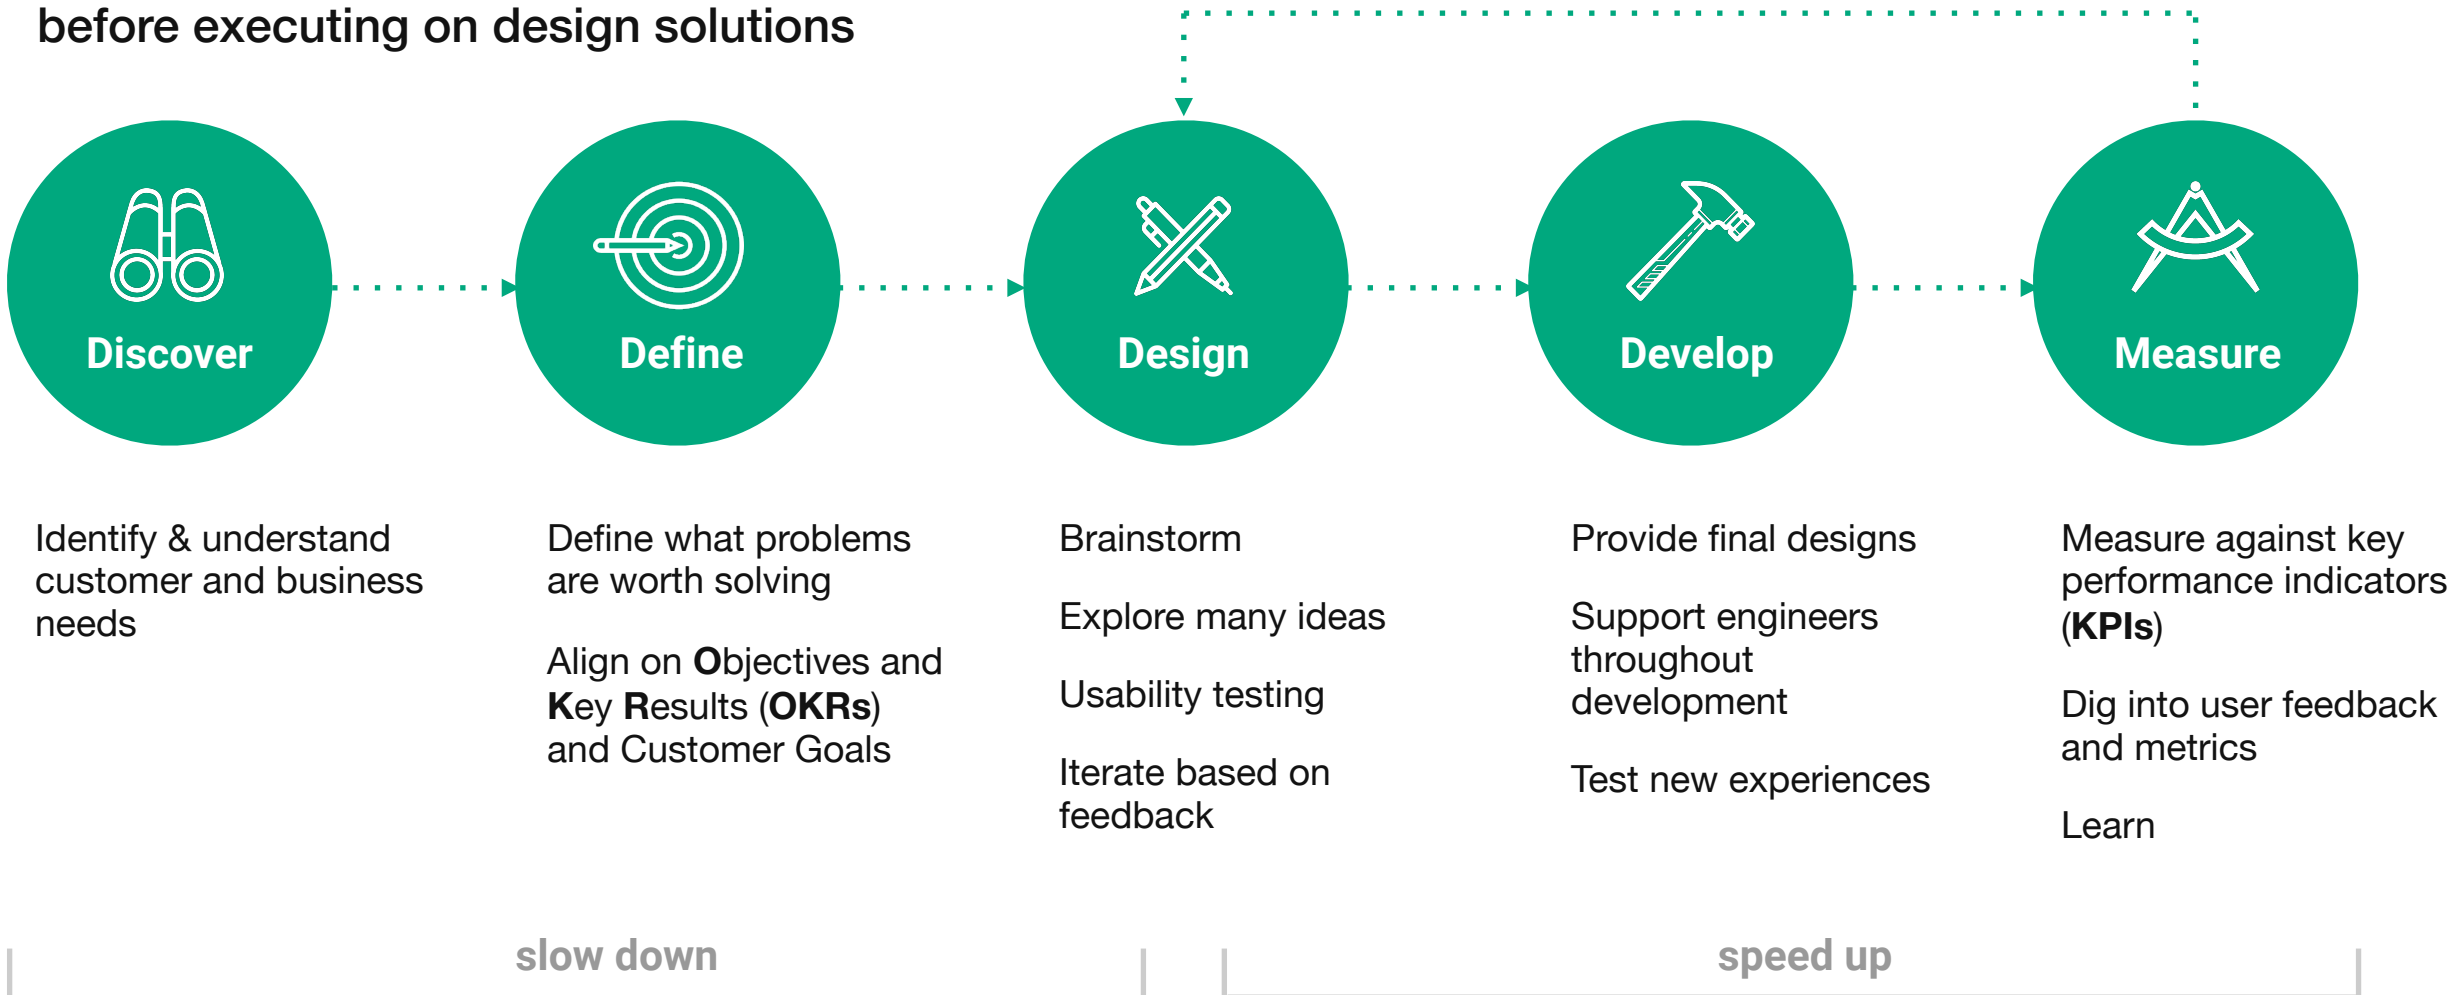 before executing on design solutions
Discover
Define
Design
Develop
Measure
Identify & understand
customer and business
needs
Define what problems
are worth solving
Align on Objectives and
Key Results (OKRs)
and Customer Goals
Brainstorm
Explore many ideas
Usability testing
Iterate based on
feedback
Provide final designs
Support engineers
throughout
development
Test new experiences
Measure against key
performance indicators
(KPIs)
Dig into user feedback
and metrics
Learn
slow down
speed up